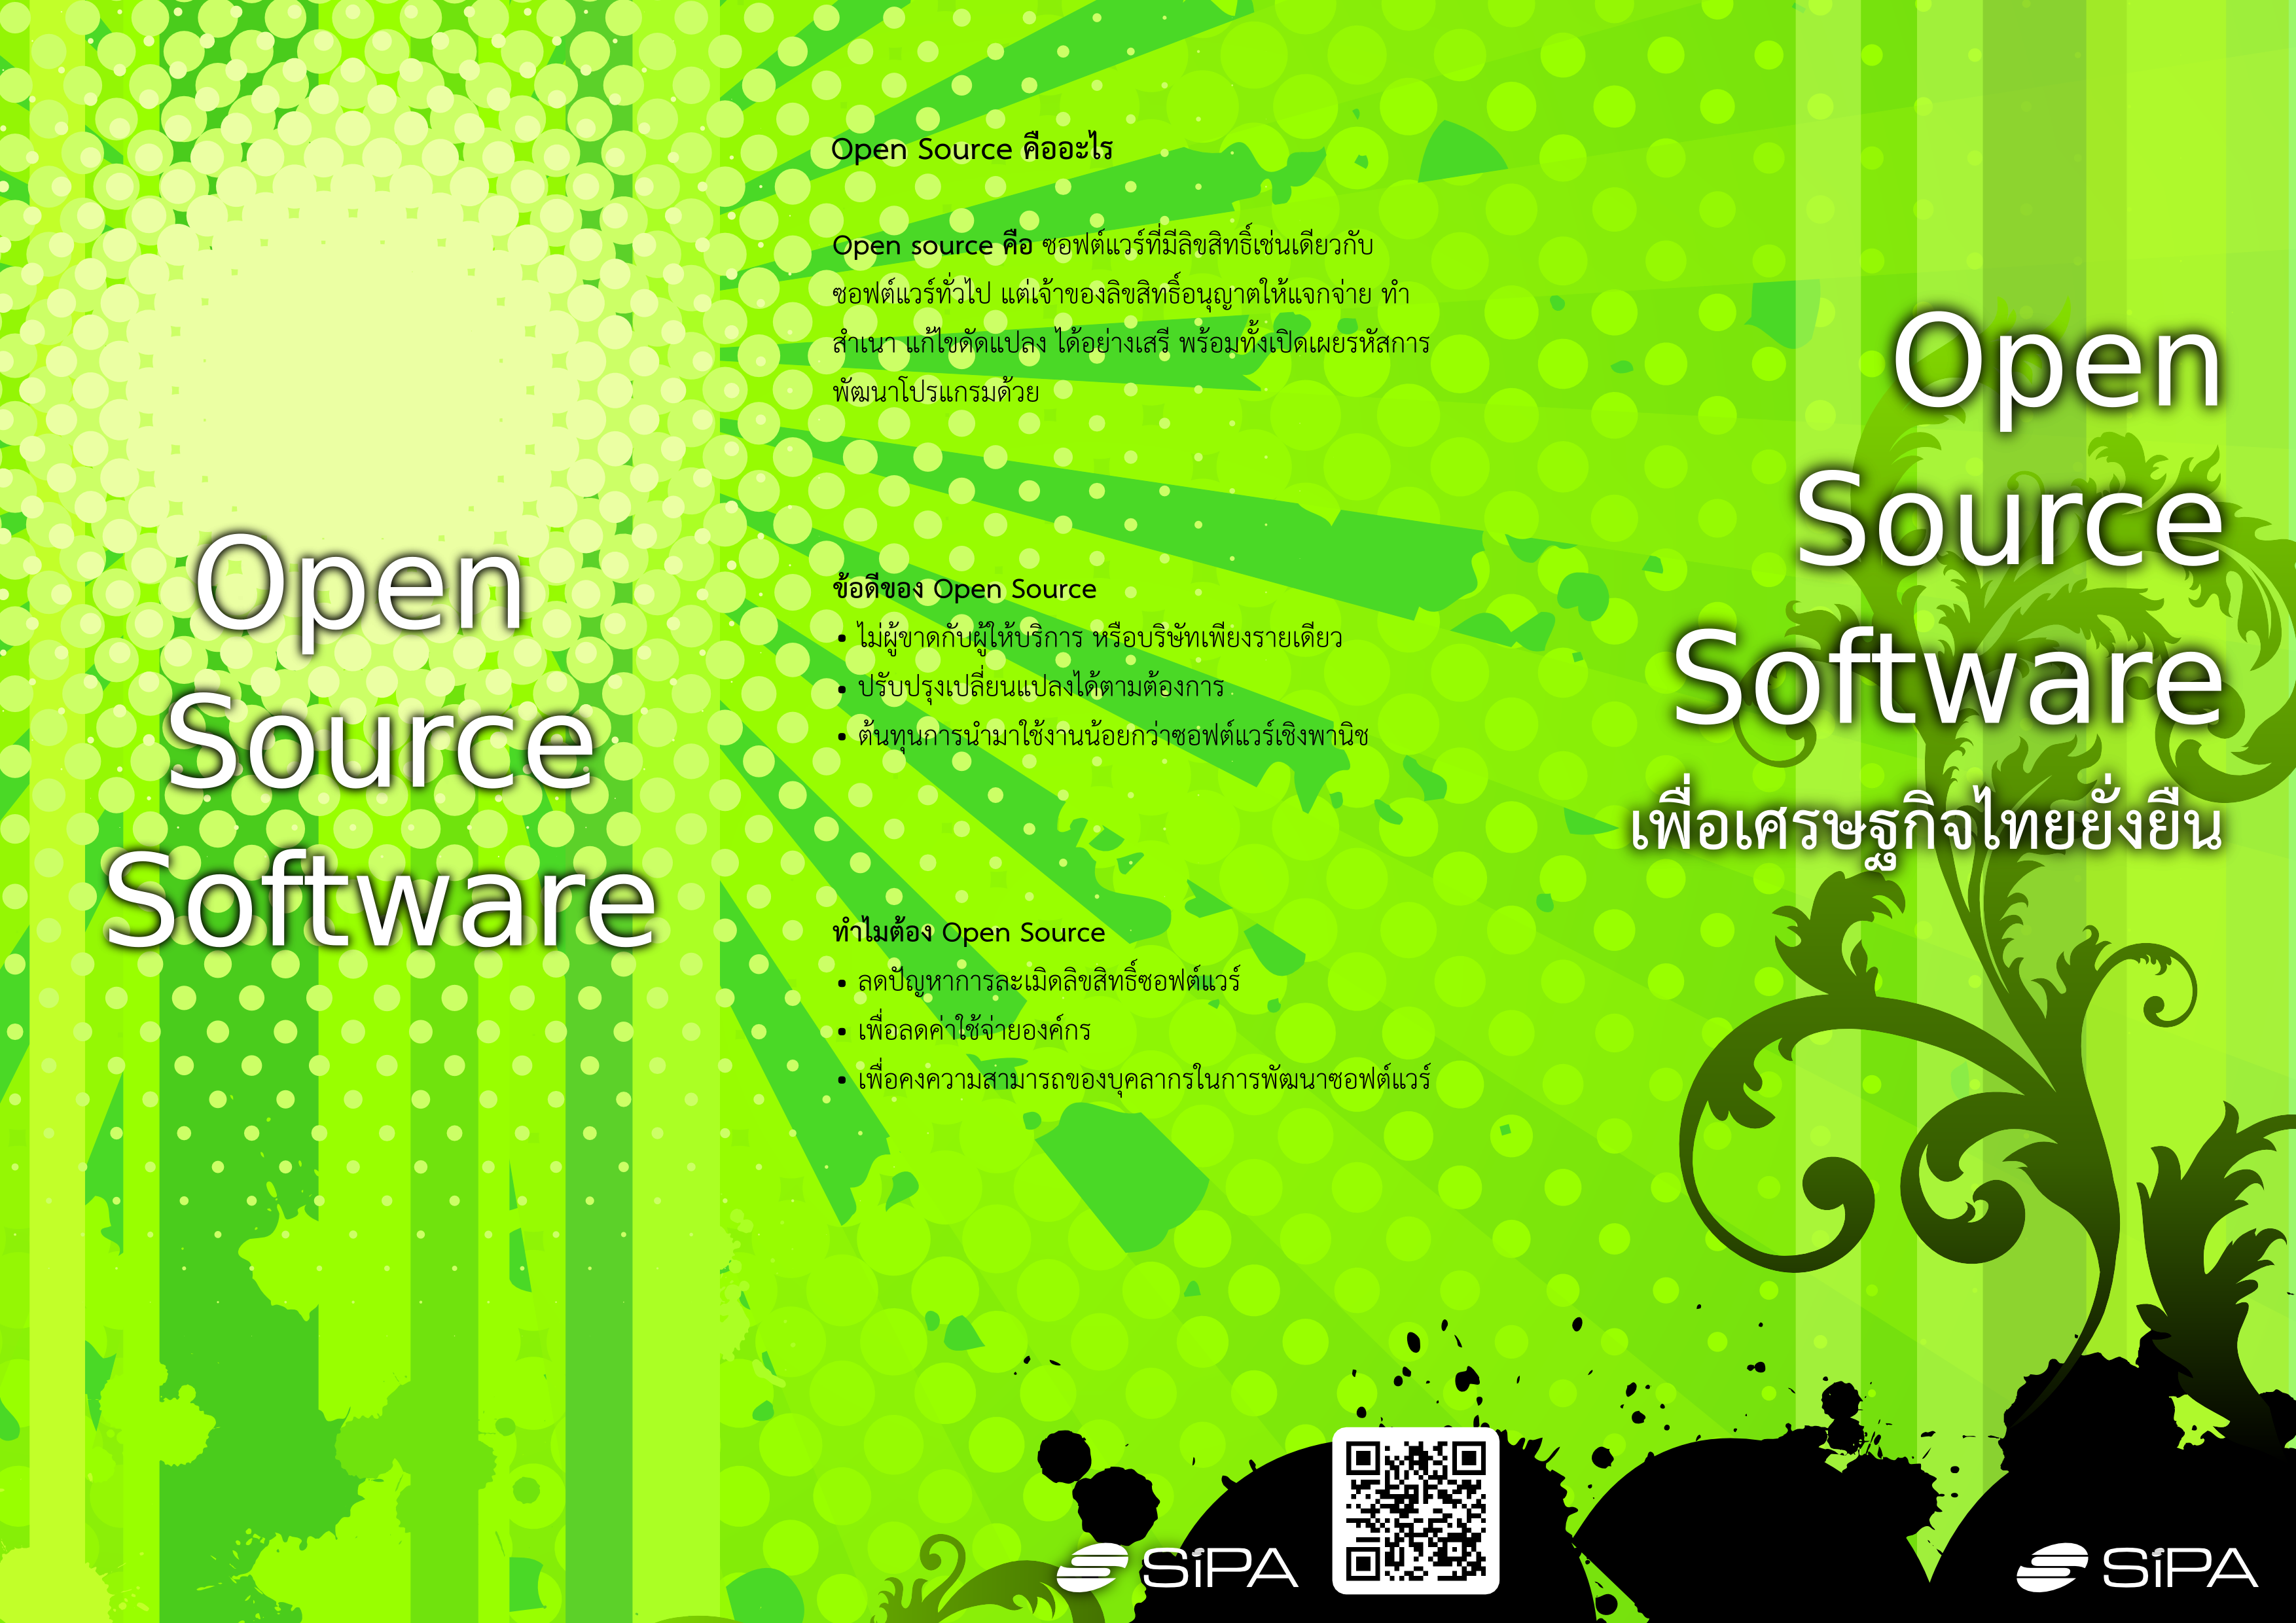 Open
Source
Software
Open Source คืออะไร
Open source คือ ซอฟต์แวร์ที่มีลิขสิทธิ์เช่นเดียวกับ
ซอฟต์แวร์ทั่วไป แต่เจ้าของลิขสิทธิ์อนุญาตให้แจกจ่าย ทำ
สำเนา แก้ไขดัดแปลง ได้อย่างเสรี พร้อมทั้งเปิดเผยรหัสการ
พัฒนาโปรแกรมด้วย
ข้อดีของ Open Source
• ไม่ผู้ขาดกับผู้ให้บริการ หรือบริษัทเพียงรายเดียว
• ปรับปรุงเปลี่ยนแปลงได้ตามต้องการ
• ต้นทุนการนำมาใช้งานน้อยกว่าซอฟต์แวร์เชิงพานิช
ทำไมต้อง Open Source
• ลดปัญหาการละเมิดลิขสิทธิ์ซอฟต์แวร์
• เพื่อลดค่าใช้จ่ายองค์กร
• เพื่อคงความสามารถของบุคลากรในการพัฒนาซอฟต์แวร์
SiPA
Open
Source
Software
เพื่อเศรษฐกิจไทยยั่งยืน
SiPA